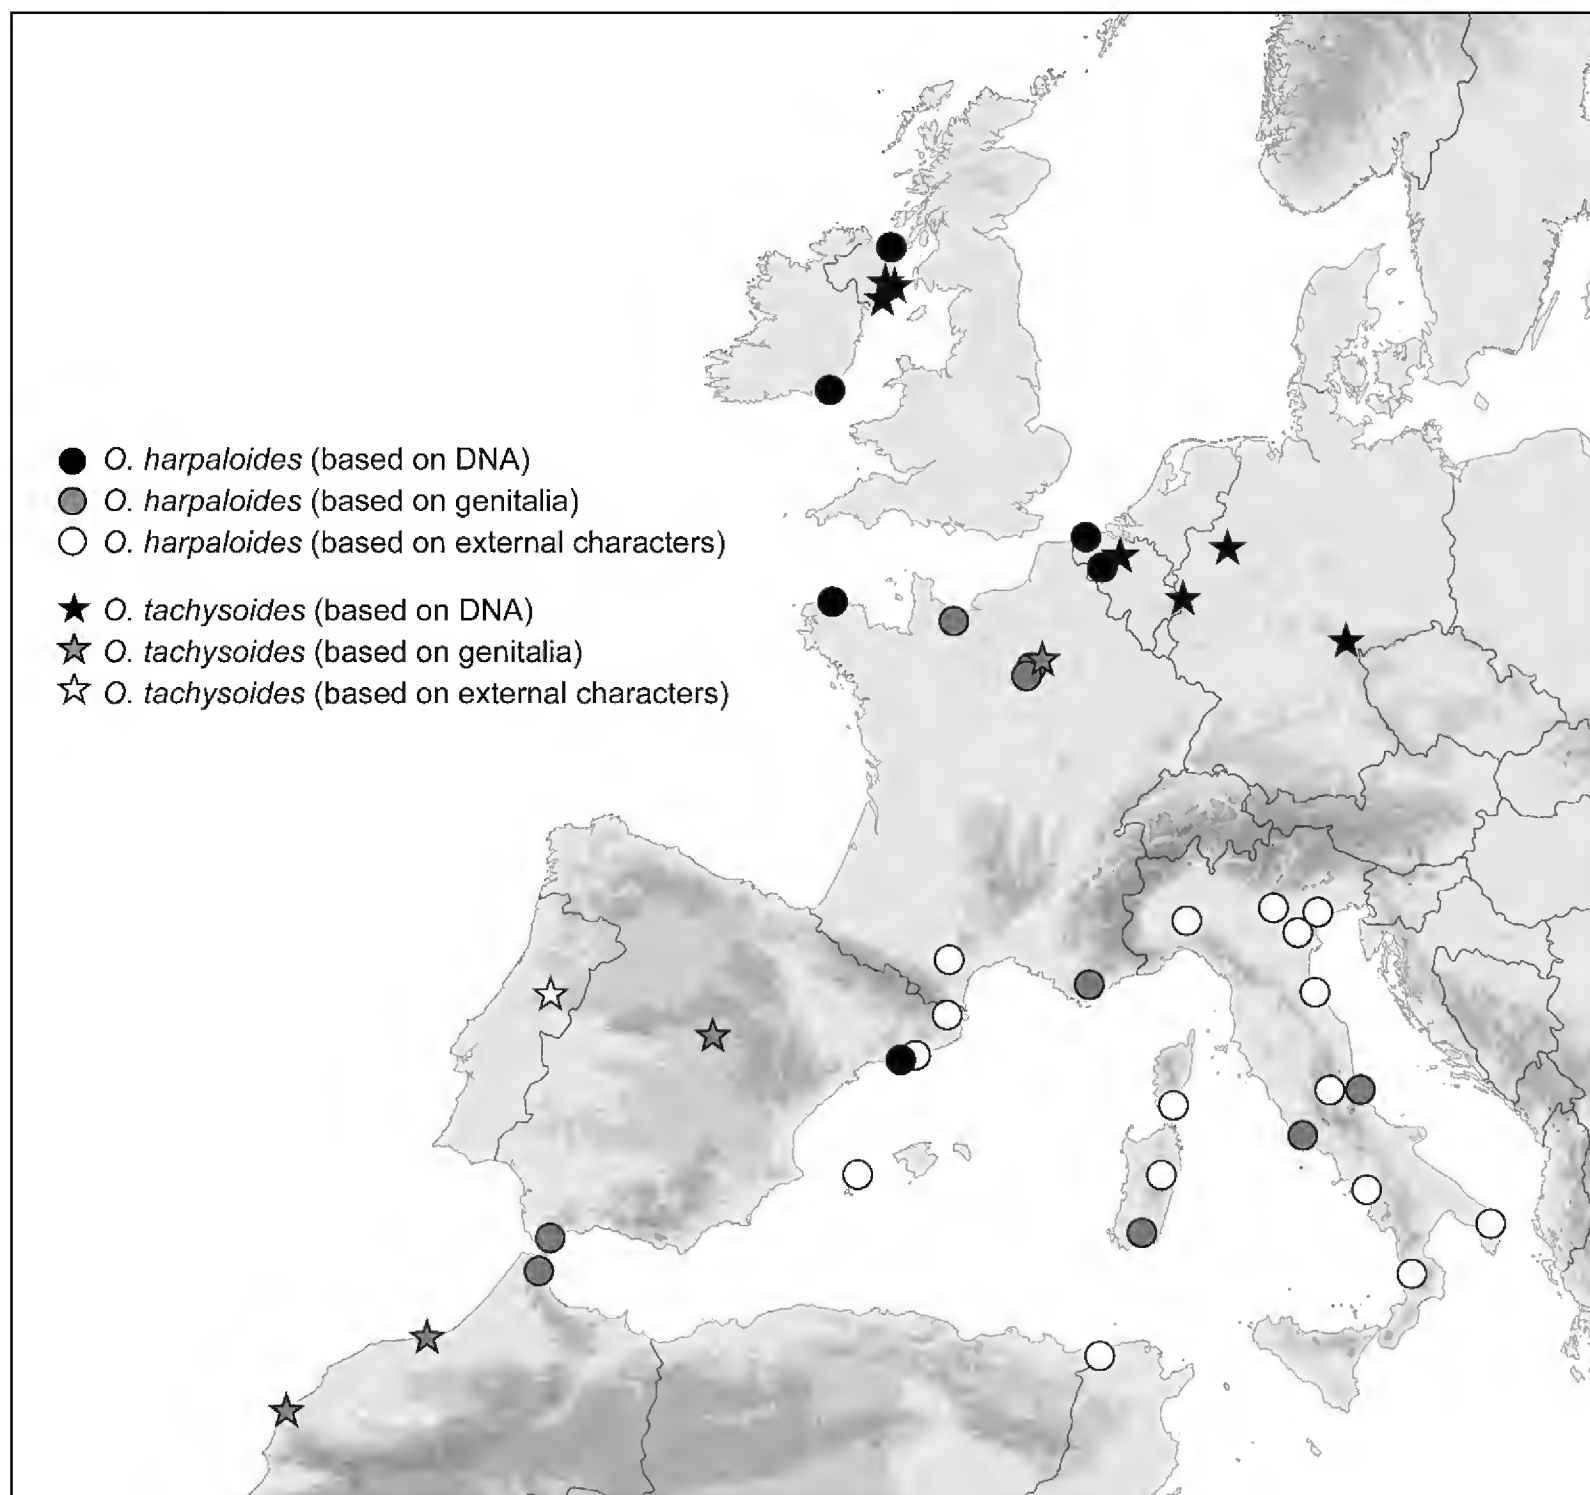 O. harpaloides (based on DNA)
O. harpaloides (based on genitalia)
O. harpaloides (based on external characters)
O. tachysoides (based on DNA)
O. tachysoides (based on genitalia)
O. tachysoides (based on external characters)